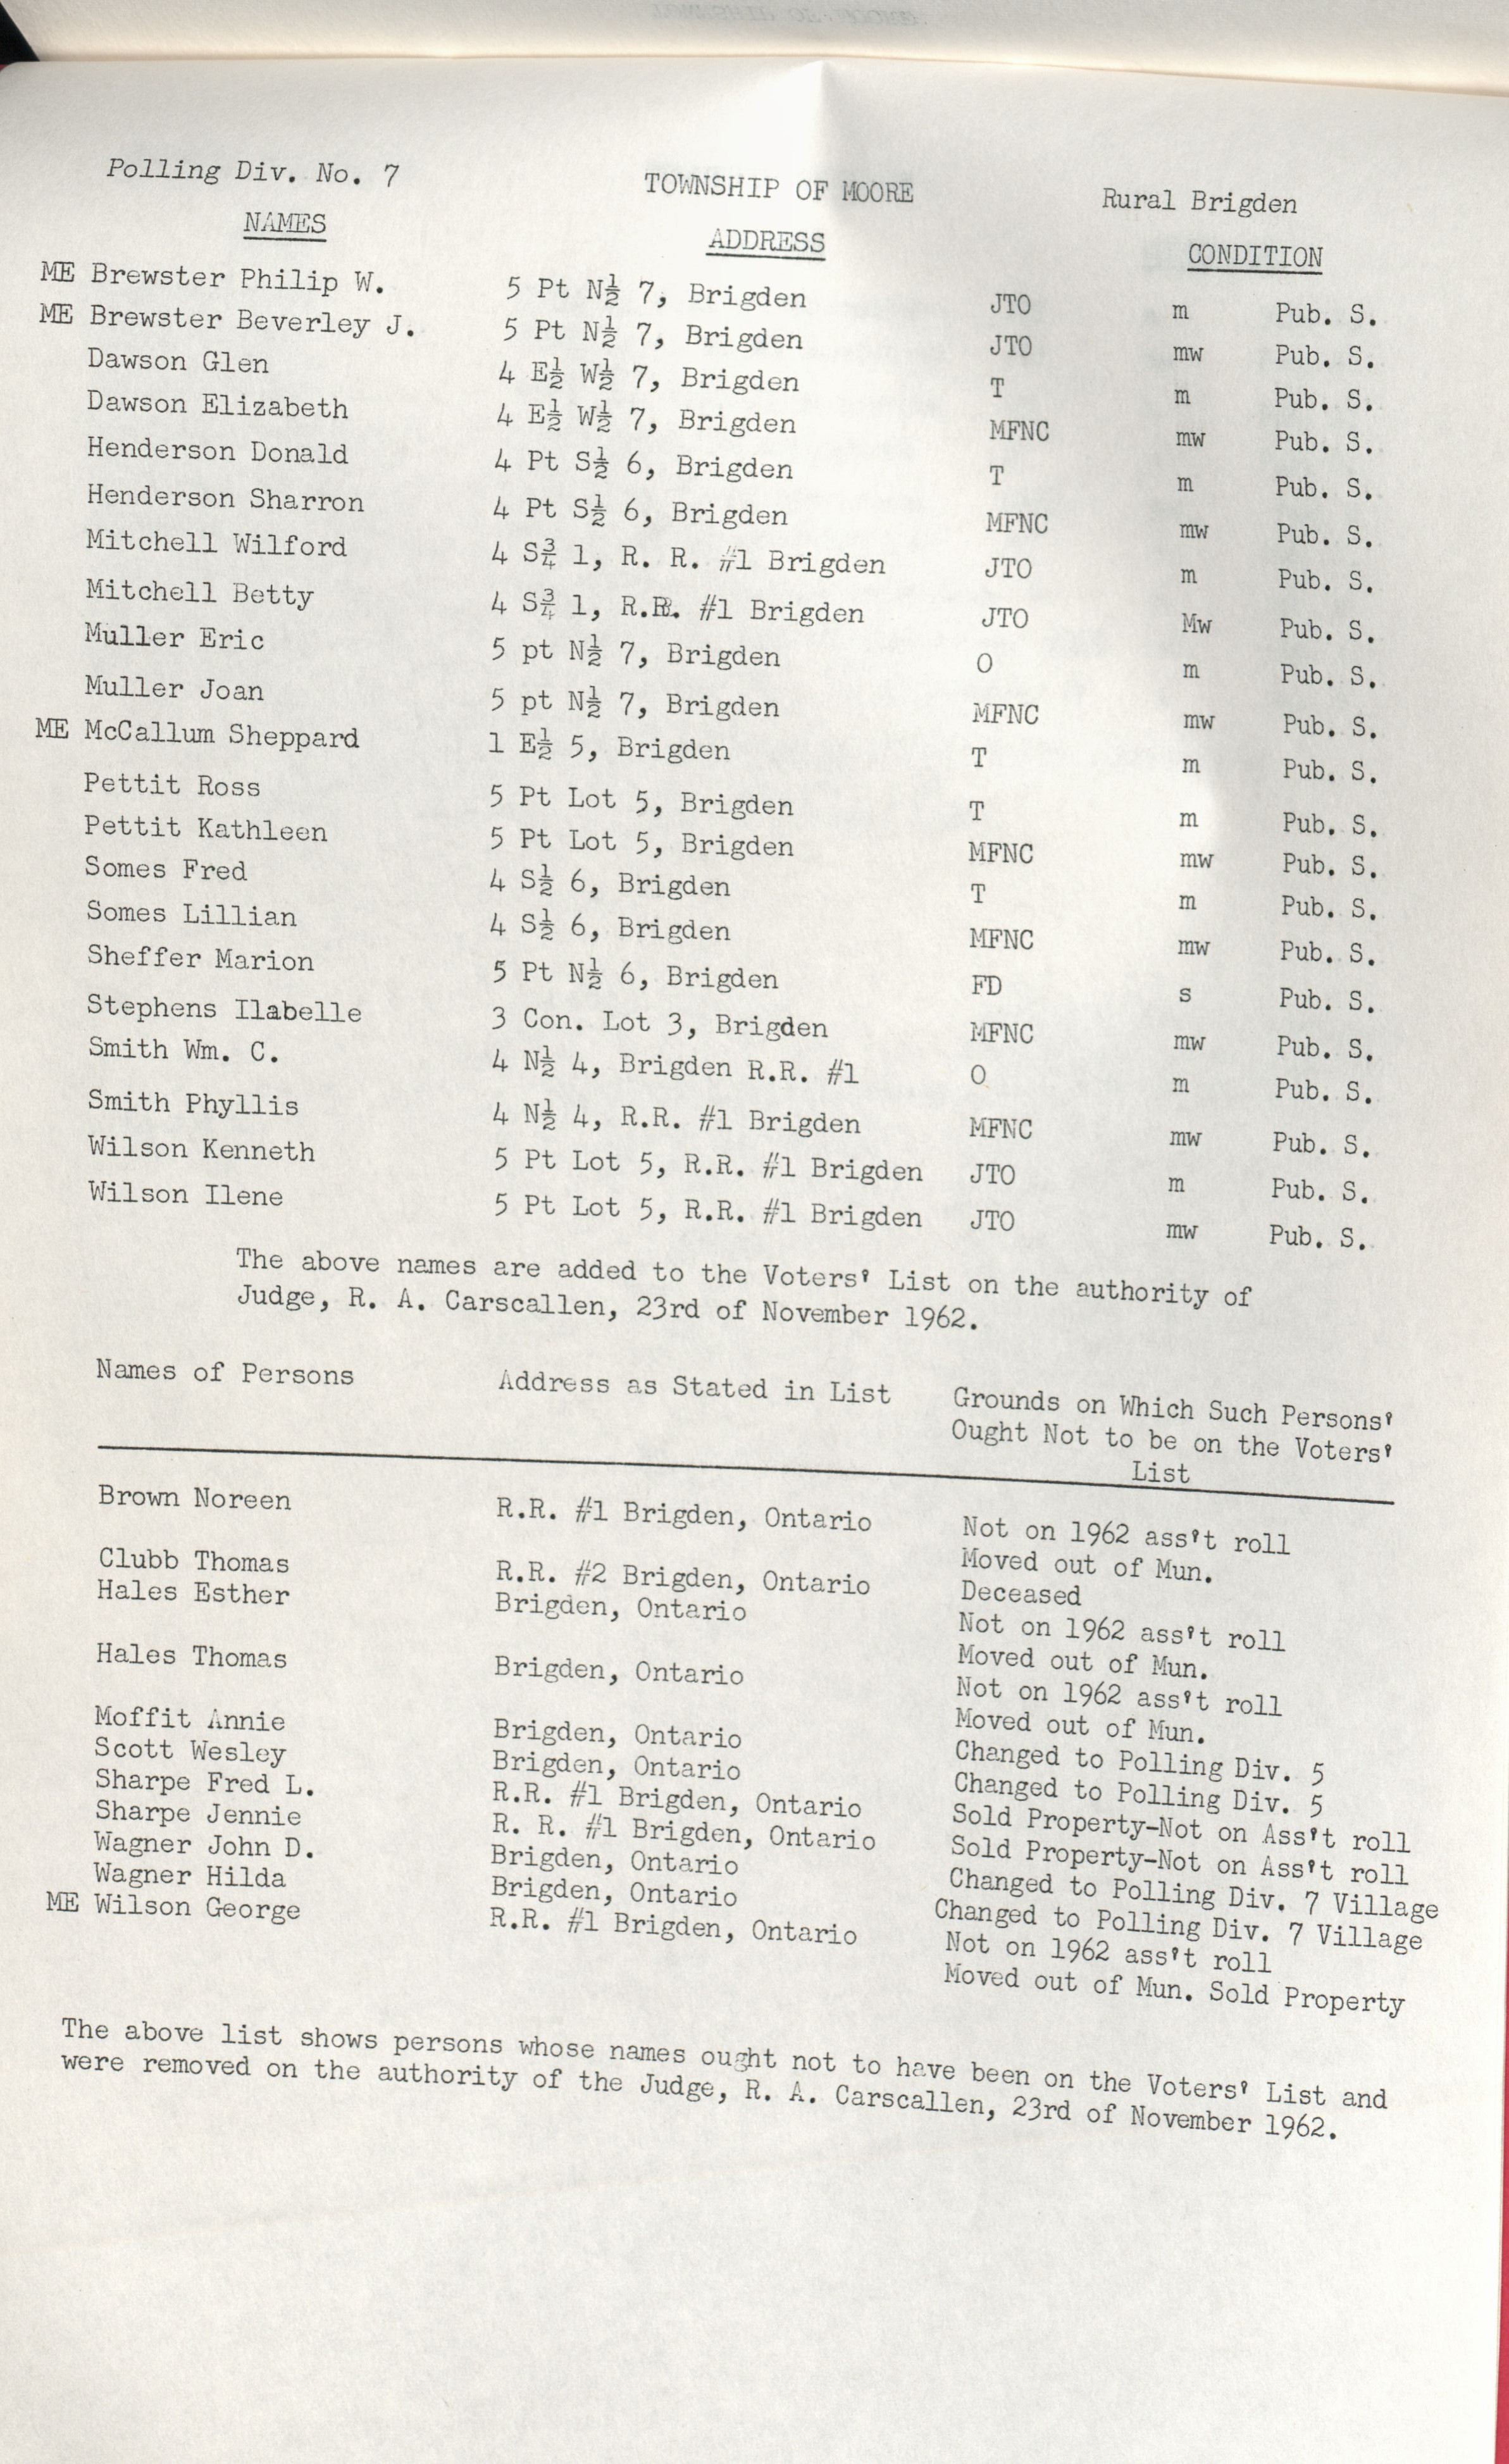 Polling Div. No. 7 TOWNSHIP OF MOORE Rural Brigden
NAMES ADDRESS CONDITION
ME Brewster Philip W. 5 Pt N½ 7, Brigden JTO m Pub. S.
ME Brewster Beverley J. 5 Pt N½ 7, Brigden JTO mw Pub. S.
Dawson Glen 4 E½ W½ 7, Brigden T m Pub. S.
Dawson Elizabeth 4 E½ W½ 7, Brigden MFNC mw Pub. S.
Henderson Donald 4 Pt S½ 6, Brigden T m Pub. S.
Henderson Sharron 4 Pt S½ 6, Brigden MFNC mw Pub. S.
Mitchell Wilford 4 S¾ 1, R. R. #1 Brigden JTO m Pub. S.
Mitchell Betty 4 S¾ 1, R.R. #1 Brigden JTO Mw Pub. S.
Muller Eric 5 pt N½ 7, Brigden O m Pub. S.
Muller Joan 5 pt N½ 7, Brigden MFNC mw Pub. S.
ME McCallum Sheppard 1 E½ 5, Brigden T m Pub. S.
Pettit Ross 5 Pt Lot 5, Brigden T m Pub. S.
Pettit Kathleen 5 Pt Lot 5, Brigden MFNC mw Pub. S.
Somes Fred 4 S½ 6, Brigden T m Pub. S.
Somes Lillian 4 S½ 6, Brigden MFNC mw Pub. S.
Sheffer Marion 5 Pt N½ 6, Brigden FD s Pub. S.
Stephens Ilabelle 3 Con. Lot 3, Brigden MFNC mw Pub. S.
Smith Wm. C. 4 N½ 4, Brigden R.R. #1 O m Pub. S.
Smith Phyllis 4 N½ 4, R.R. #1 Brigden MFNC mw Pub. S.
Wilson Kenneth 5 Pt Lot 5, R.R. #1 Brigden JTO m Pub. S.
Wilson Ilene 5 Pt Lot 5, R.R. #1 Brigden JTO mw Pub. S.
The above names are added to the Voters' List on the authority of
Judge, R. A. Carscallen, 23rd of November 1962.
Names of Persons Address as Stated in List Grounds on Which Such Persons'
Ought Not to be on the Voters'
List
Brown Noreen R.R. #1 Brigden, Ontario Not on 1962 ass't roll
Moved out of Mun.
Clubb Thomas R.R. #2 Brigden, Ontario Deceased
Hales Esther Brigden, Ontario Not on 1962 ass't roll
Moved out of Mun.
Hales Thomas Brigden, Ontario Not on 1962 ass't roll
Moved out of Mun.
Moffit Annie Brigden, Ontario Changed to Polling Div. 5
Scott Wesley Brigden, Ontario Changed to Polling Div. 5
Sharpe Fred L. R.R. #1 Brigden, Ontario Sold Property-Not on Ass't roll
Sharpe Jennie R. R. #1 Brigden, Ontario Sold Property-Not on Ass't roll
Wagner John D. Brigden, Ontario Changed to Polling Div. 7 Village
Wagner Hilda Brigden, Ontario Changed to Polling Div. 7 Village
ME Wilson George R.R. #1 Brigden, Ontario Not on 1962 ass't roll
Moved out of Mun. Sold Property
The above list shows persons whose names ought not to have been on the Voters' List and
were removed on the authority of the Judge, R. A. Carscallen, 23rd of November 1962.